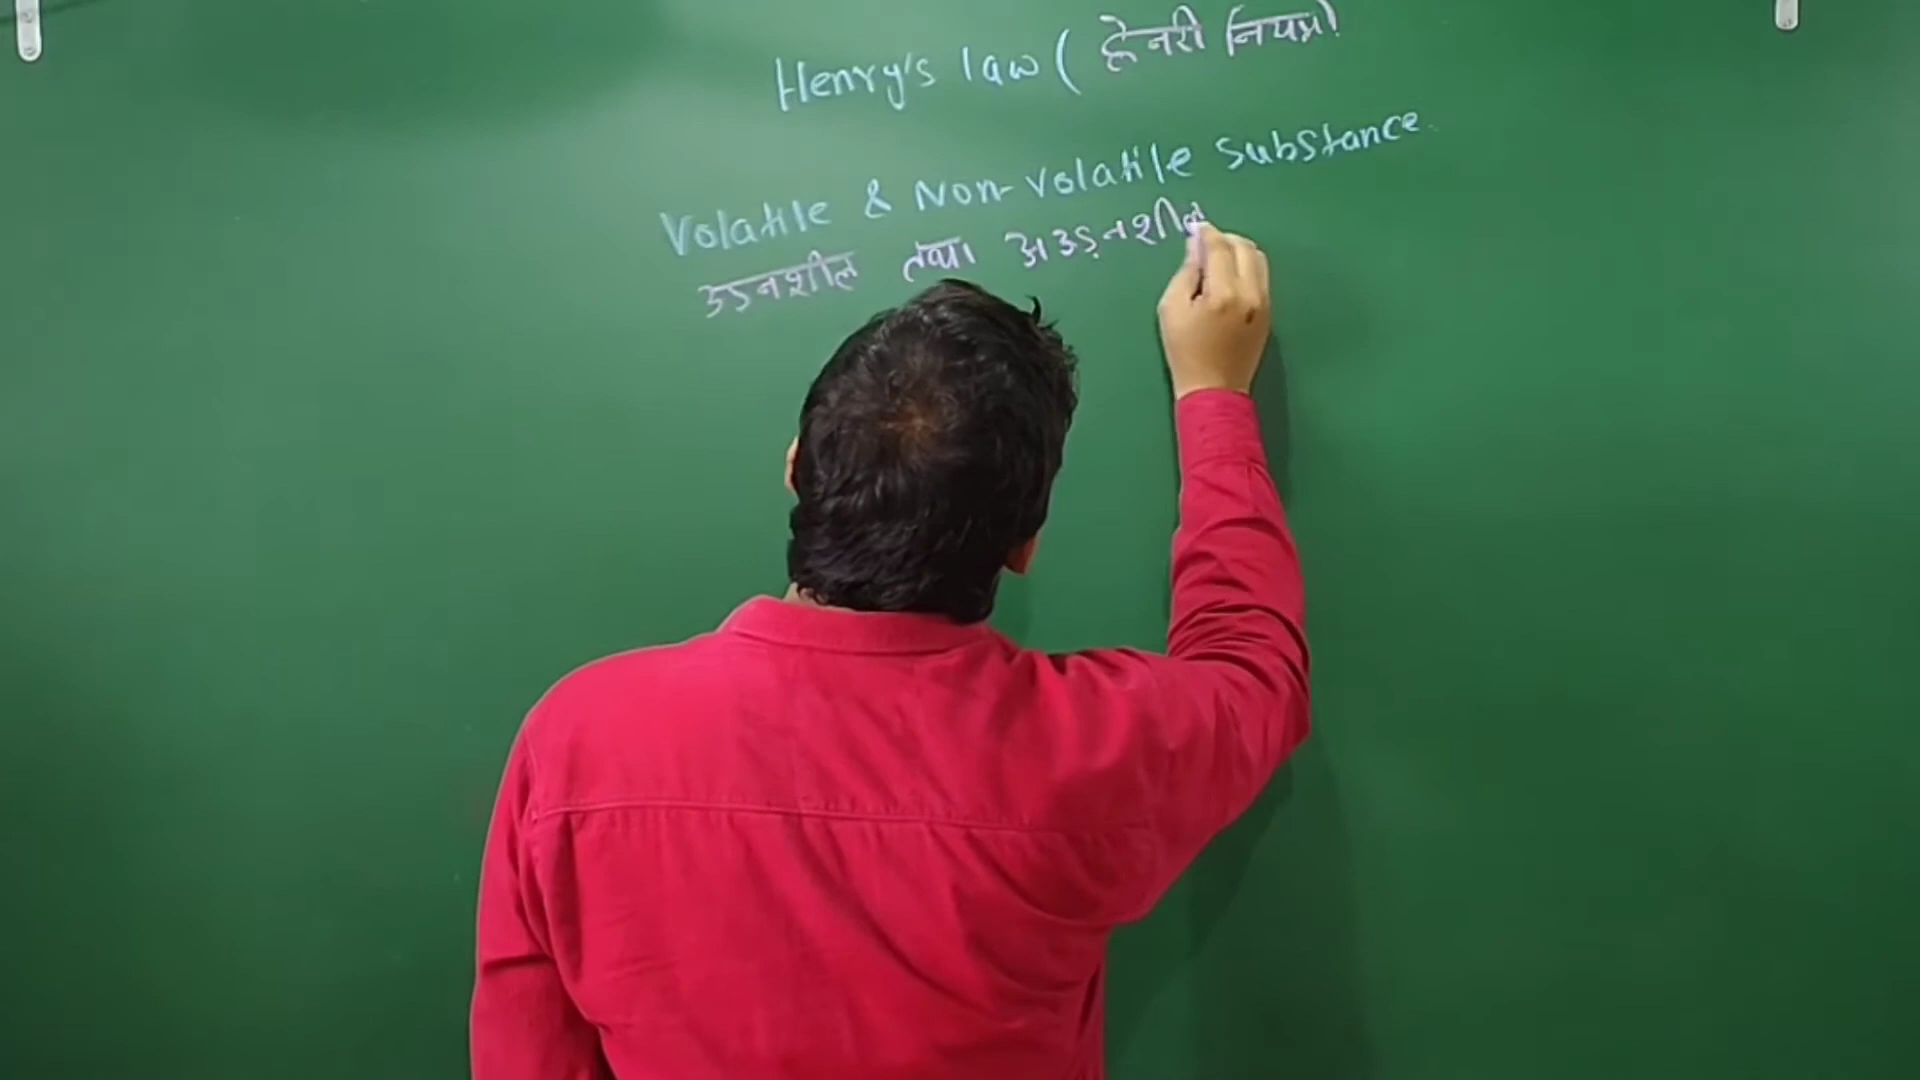 Henry's law ( हेनरी नियम)
Volatile & Non-volatile substance
उडनशील तथा अउड़नशील